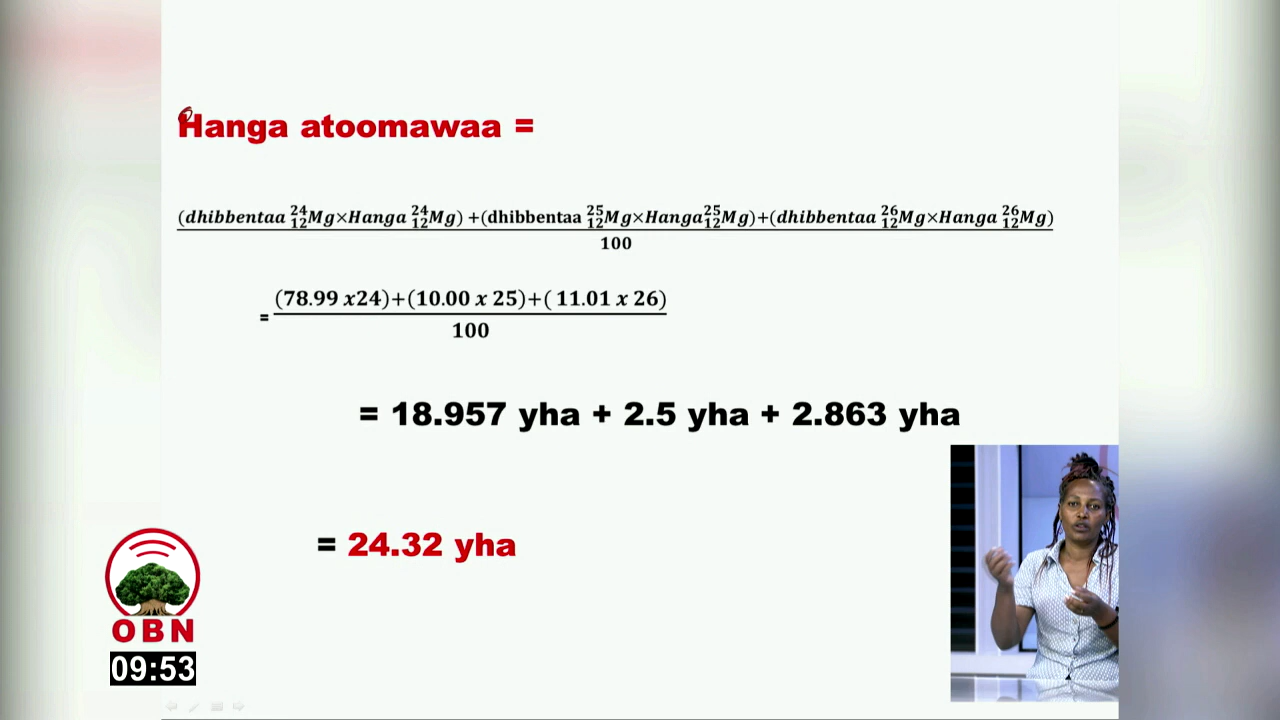 Hanga atoomawaa =
(dhibbentaa ²⁴₁₂Mg×Hanga ²⁴₁₂Mg) +(dhibbentaa ²⁵₁₂Mg×Hanga²⁵₁₂Mg)+(dhibbentaa ²⁶₁₂Mg×Hanga ²⁶₁₂Mg)
100
= (78.99 x24)+(10.00 x 25)+( 11.01 x 26)
100
= 18.957 yha + 2.5 yha + 2.863 yha
= 24.32 yha
OBN
09:53